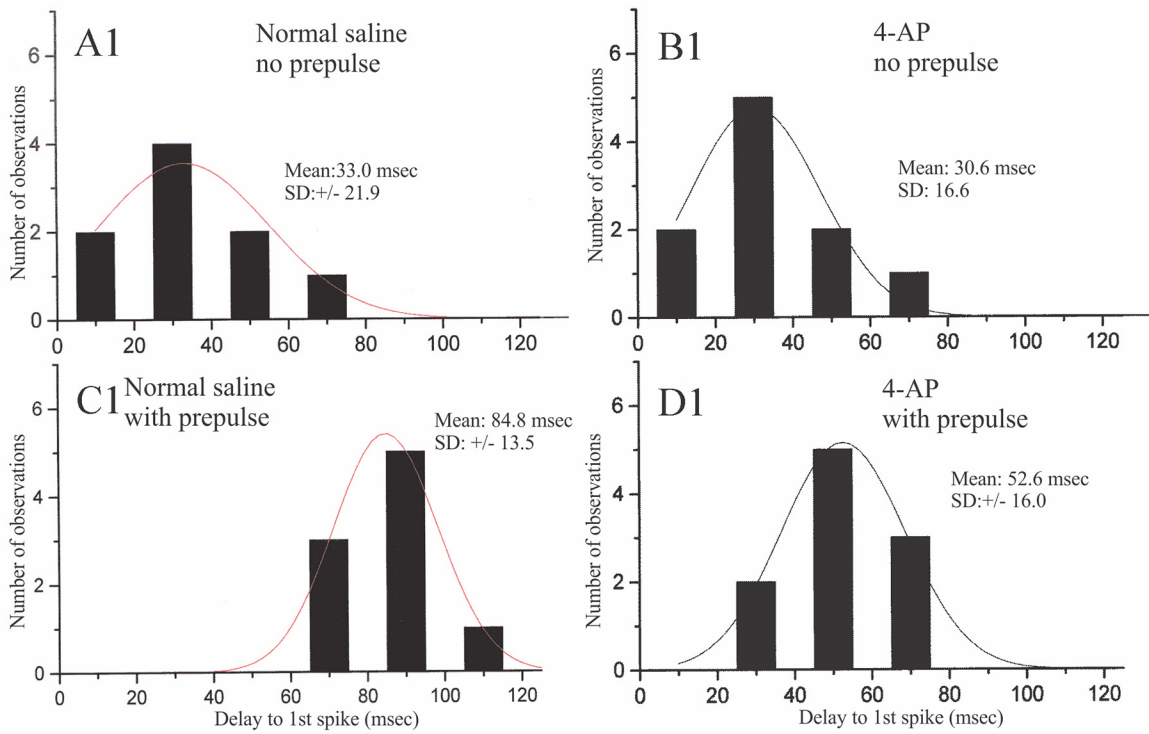 A1
Normal saline
no prepulse
Mean:33.0 msec
SD:+/- 21.9
Number of observations
6
4
2
0
0 20 40 60 80 100 120
B1
4-AP
no prepulse
Mean: 30.6 msec
SD: 16.6
Number of observations
6
4
2
0
0 20 40 60 80 100 120
C1
Normal saline
with prepulse
Mean: 84.8 msec
SD: +/- 13.5
Number of observations
6
4
2
0
0 20 40 60 80 100 120
Delay to 1st spike (msec)
D1
4-AP
with prepulse
Mean: 52.6 msec
SD:+/- 16.0
Number of observations
6
4
2
0
0 20 40 60 80 100 120
Delay to 1st spike (msec)